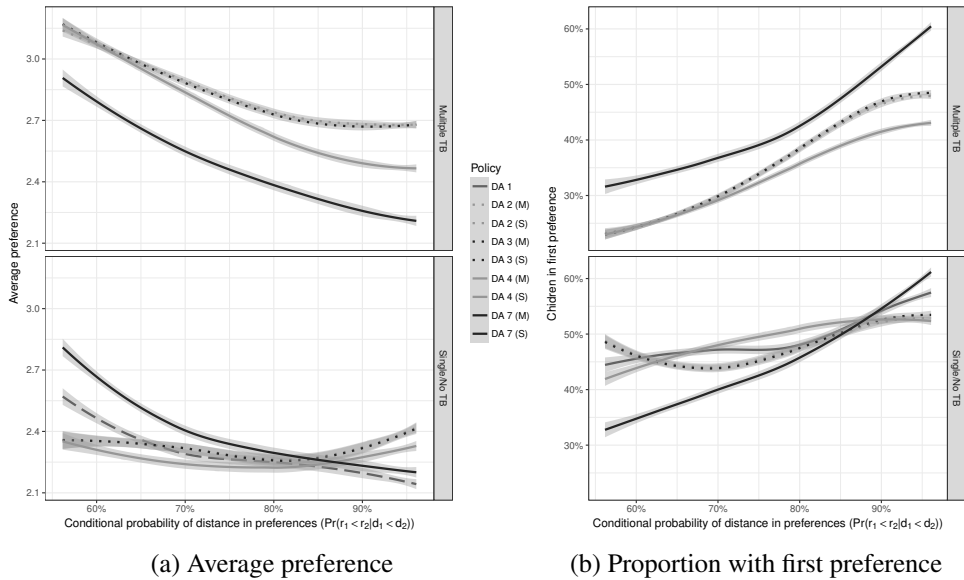 3.0
2.7
2.4
2.1
Mulitple TB
3.0
2.7
2.4
2.1
Single/No TB
Average preference
60%
70%
80%
90%
Conditional probability of distance in preferences (Pr(r₁ < r₂|d₁ < d₂))
Policy
DA 1
DA 2 (M)
DA 2 (S)
DA 3 (M)
DA 3 (S)
DA 4 (M)
DA 4 (S)
DA 7 (M)
DA 7 (S)
60%
50%
40%
30%
Mulitple TB
60%
50%
40%
30%
Single/No TB
Chidren in first preference
60%
70%
80%
90%
Conditional probability of distance in preferences (Pr(r₁ < r₂|d₁ < d₂))
(a) Average preference
(b) Proportion with first preference